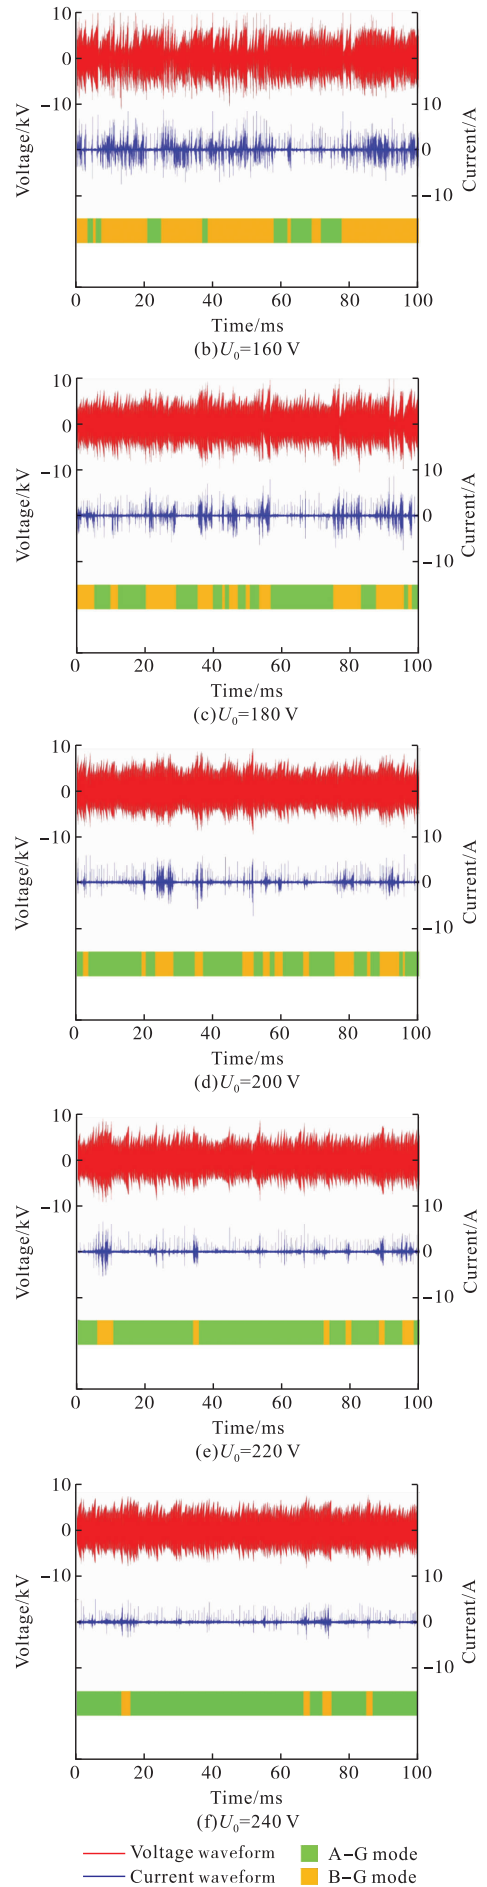 10
0
−10
Voltage/kV
10
0
−10
Current/A
0 20 40 60 80 100
Time/ms
(b) U₀=160 V
10
0
−10
Voltage/kV
10
0
−10
Current/A
0 20 40 60 80 100
Time/ms
(c) U₀=180 V
10
0
−10
Voltage/kV
10
0
−10
Current/A
0 20 40 60 80 100
Time/ms
(d) U₀=200 V
10
0
−10
Voltage/kV
10
0
−10
Current/A
0 20 40 60 80 100
Time/ms
(e) U₀=220 V
10
0
−10
Voltage/kV
10
0
−10
Current/A
0 20 40 60 80 100
Time/ms
(f) U₀=240 V
Voltage waveform A−G mode
Current waveform B−G mode